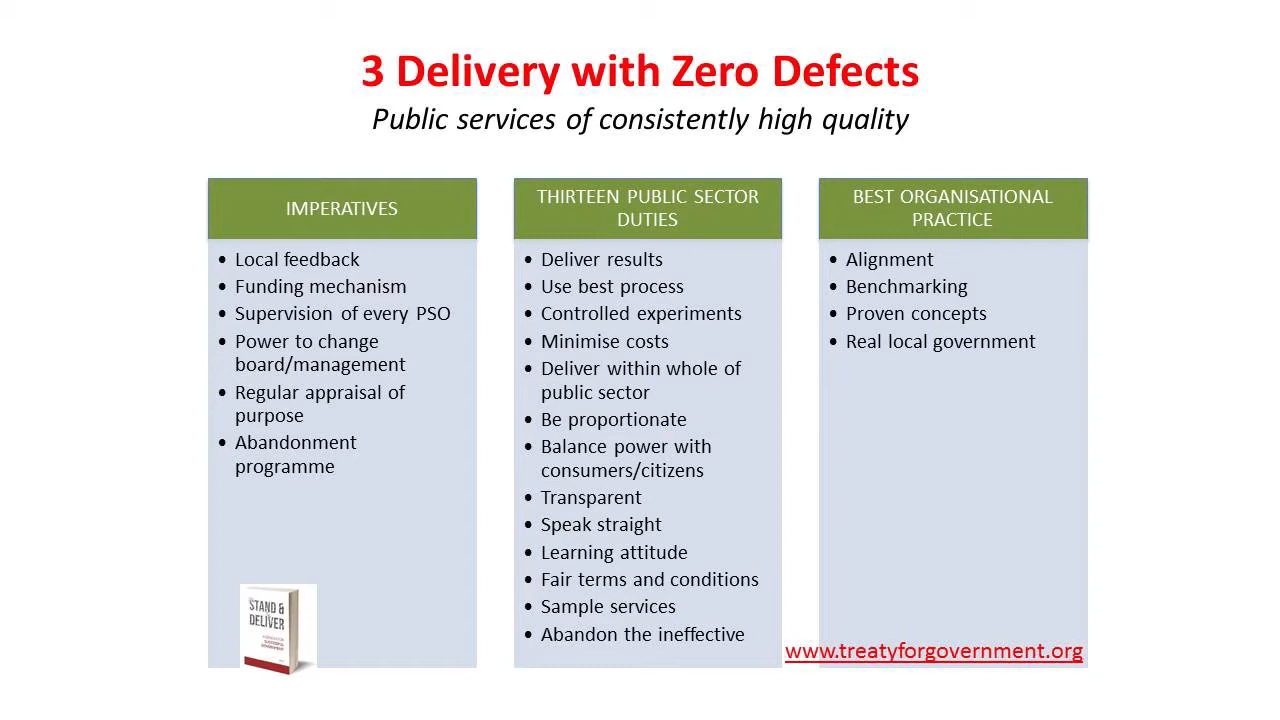 3 Delivery with Zero Defects
Public services of consistently high quality
IMPERATIVES
• Local feedback
• Funding mechanism
• Supervision of every PSO
• Power to change
board/management
• Regular appraisal of
purpose
• Abandonment
programme
STAND &
DELIVER
THIRTEEN PUBLIC SECTOR
DUTIES
• Deliver results
• Use best process
• Controlled experiments
• Minimise costs
• Deliver within whole of
public sector
• Be proportionate
• Balance power with
consumers/citizens
• Transparent
• Speak straight
• Learning attitude
• Fair terms and conditions
• Sample services
• Abandon the ineffective
BEST ORGANISATIONAL
PRACTICE
• Alignment
• Benchmarking
• Proven concepts
• Real local government
www.treatyforgovernment.org